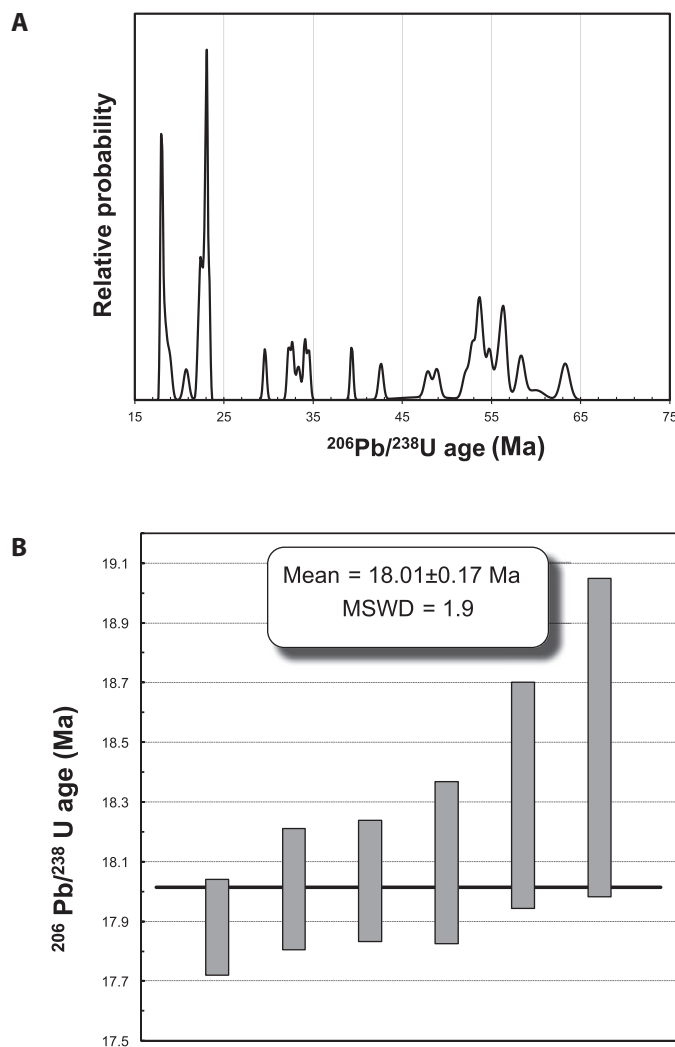 A
Relative probability
15 25 35 45 55 65 75
206Pb/238U age (Ma)
B
Mean = 18.01±0.17 Ma
MSWD = 1.9
206 Pb/238 U age (Ma)
19.1
18.9
18.7
18.5
18.3
18.1
17.9
17.7
17.5